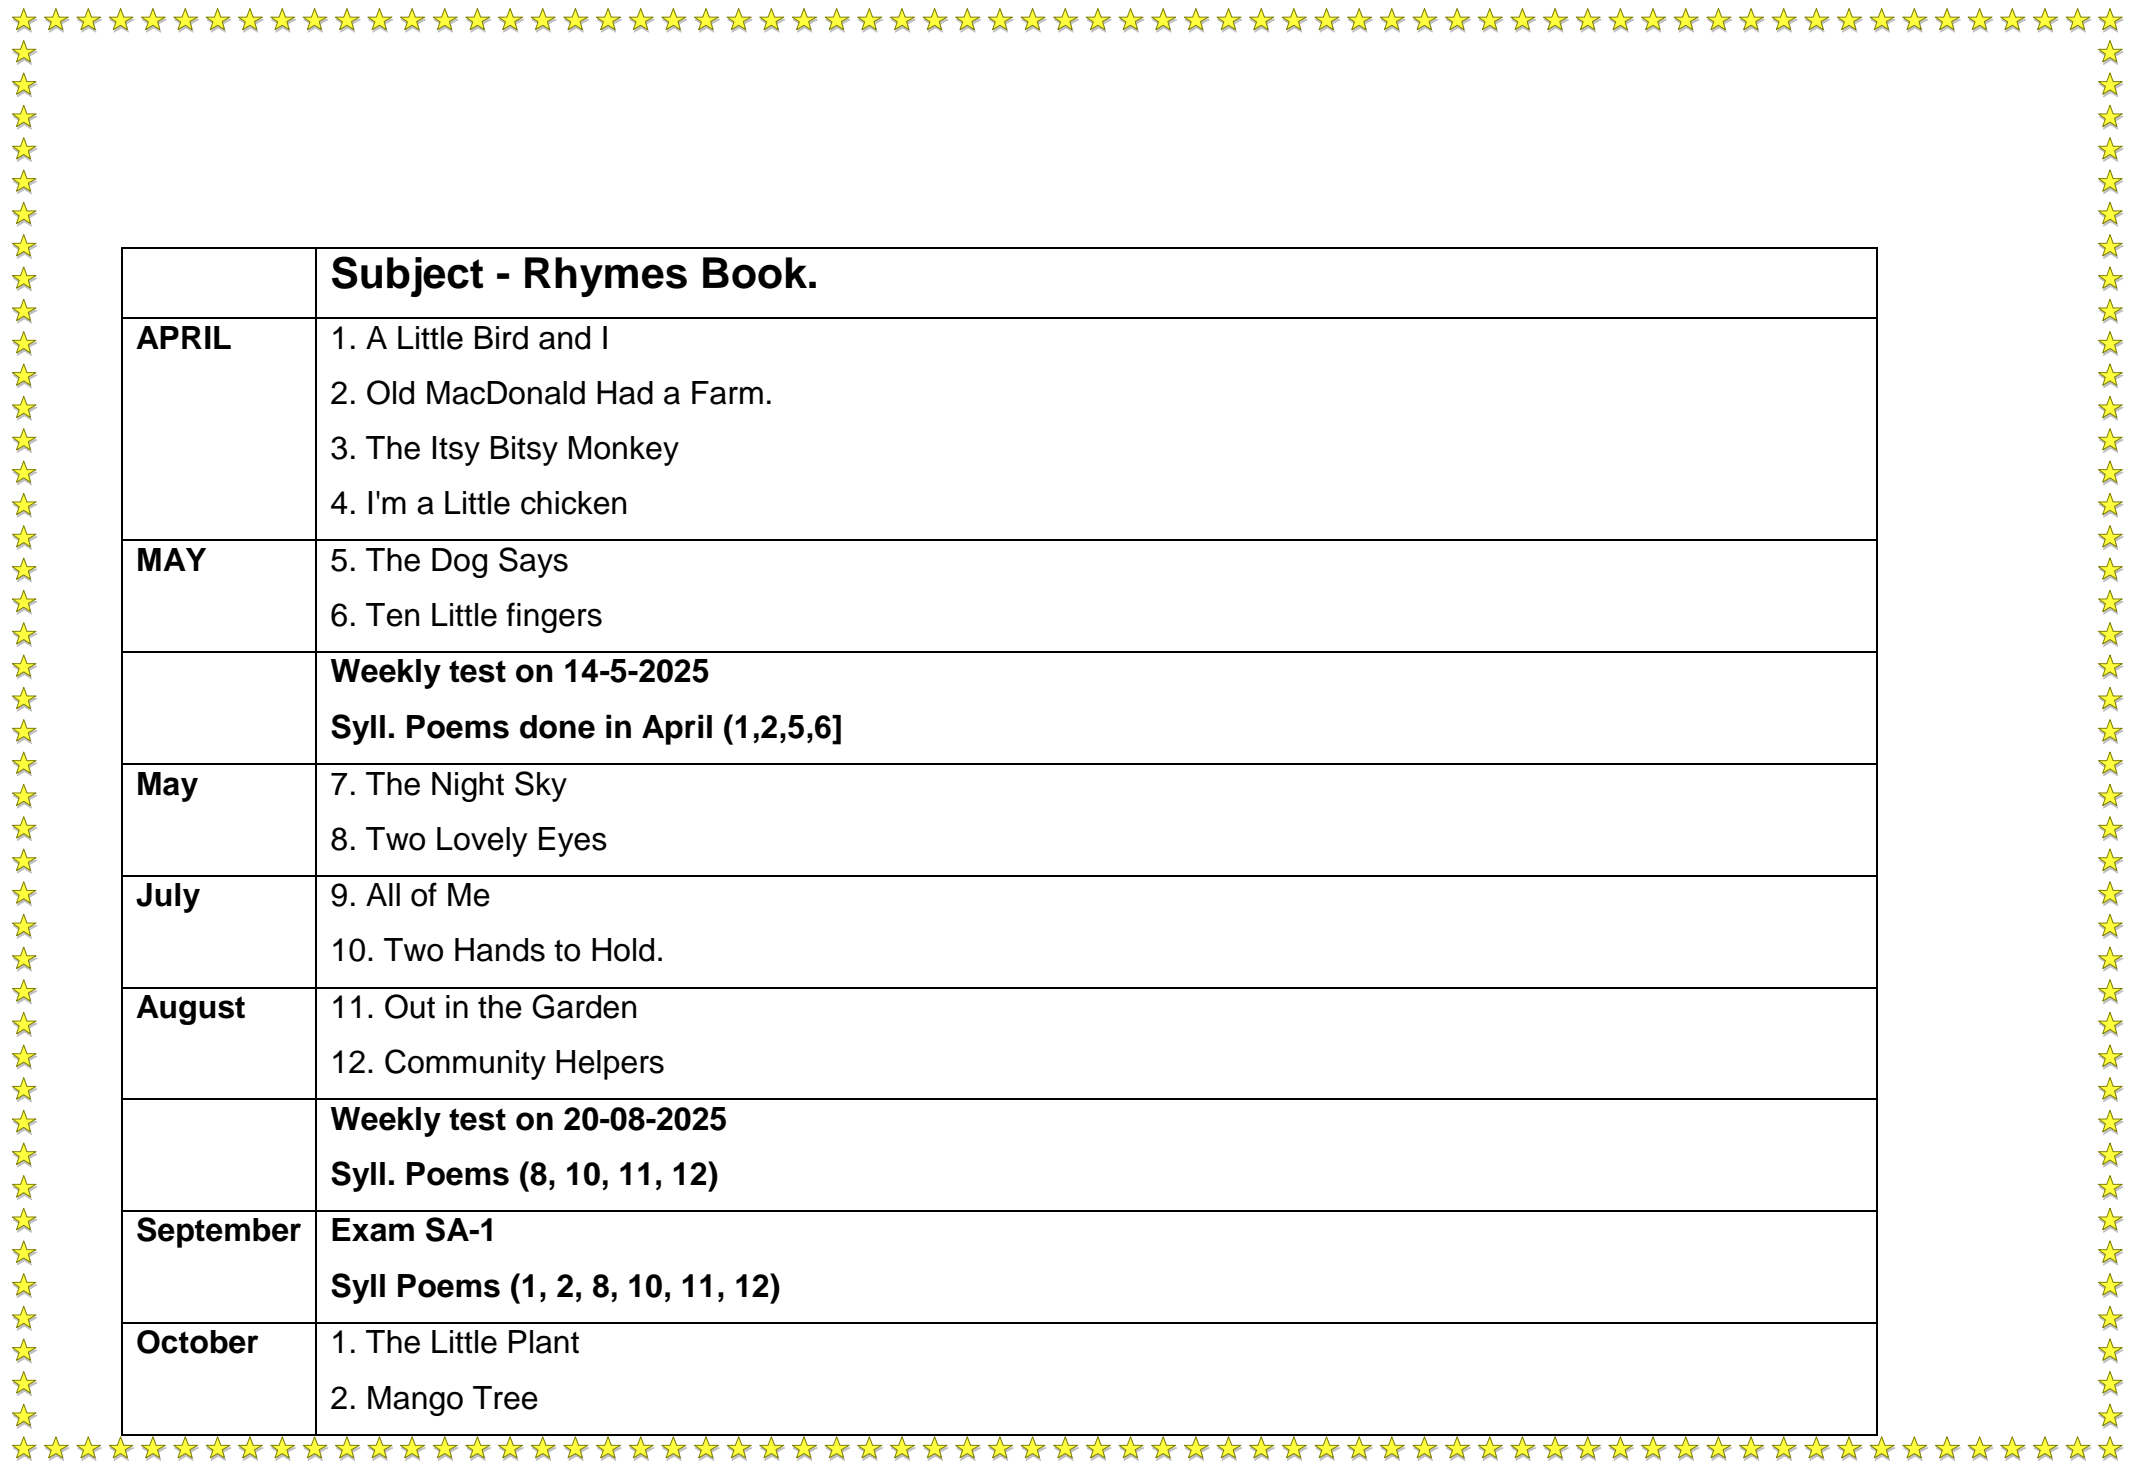 Subject - Rhymes Book.
APRIL
1. A Little Bird and I
2. Old MacDonald Had a Farm.
3. The Itsy Bitsy Monkey
4. I'm a Little chicken
MAY
5. The Dog Says
6. Ten Little fingers
Weekly test on 14-5-2025
Syll. Poems done in April (1,2,5,6]
May
7. The Night Sky
8. Two Lovely Eyes
July
9. All of Me
10. Two Hands to Hold.
August
11. Out in the Garden
12. Community Helpers
Weekly test on 20-08-2025
Syll. Poems (8, 10, 11, 12)
September
Exam SA-1
Syll Poems (1, 2, 8, 10, 11, 12)
October
1. The Little Plant
2. Mango Tree